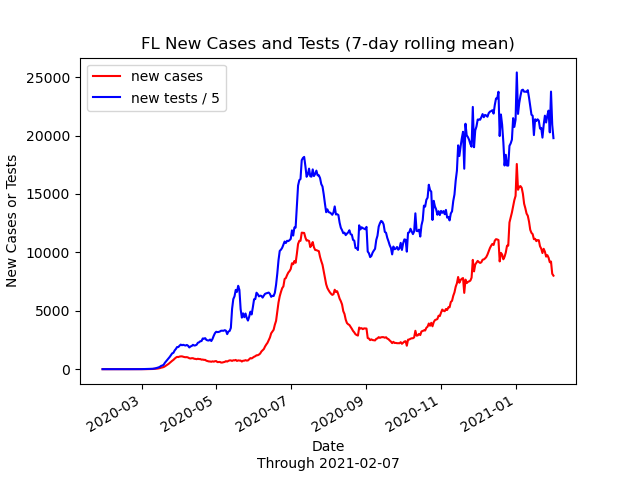 FL New Cases and Tests (7-day rolling mean)
new cases
new tests / 5
New Cases or Tests
25000
20000
15000
10000
5000
0
2020-03
2020-05
2020-07
2020-09
2020-11
2021-01
Date
Through 2021-02-07